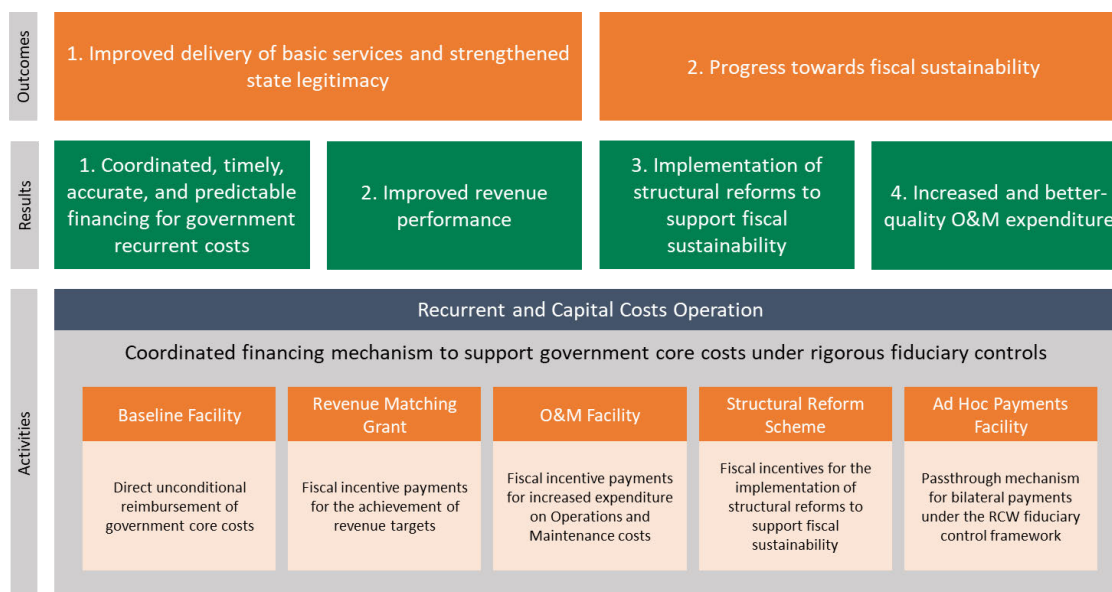 Outcomes
1. Improved delivery of basic services and strengthened
state legitimacy
2. Progress towards fiscal sustainability
Results
1. Coordinated, timely,
accurate, and predictable
financing for government
recurrent costs
2. Improved revenue
performance
3. Implementation of
structural reforms to
support fiscal
sustainability
4. Increased and better-
quality O&M expenditure
Activities
Recurrent and Capital Costs Operation
Coordinated financing mechanism to support government core costs under rigorous fiduciary controls
Baseline Facility
Direct unconditional
reimbursement of
government core costs
Revenue Matching
Grant
Fiscal incentive payments
for the achievement of
revenue targets
O&M Facility
Fiscal incentive payments
for increased expenditure
on Operations and
Maintenance costs
Structural Reform
Scheme
Fiscal incentives for the
implementation of
structural reforms to
support fiscal
sustainability
Ad Hoc Payments
Facility
Passthrough mechanism
for bilateral payments
under the RCW fiduciary
control framework